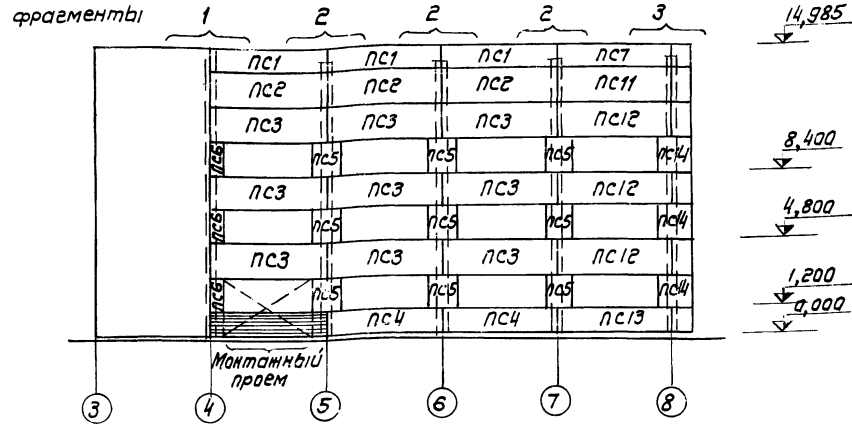 фрагменты 1 2 2 2 3 14,985
ПС1 ПС1 ПС1 ПС7
ПС2 ПС2 ПС2 ПС11
ПС3 ПС3 ПС3 ПС12
ПС6 ПС5 ПС5 ПС5 ПС14 8,400
ПС3 ПС3 ПС3 ПС12
ПС6 ПС5 ПС5 ПС5 ПС14 4,800
ПС3 ПС3 ПС3 ПС12
ПС6 ПС5 ПС5 ПС5 ПС14 1,200
ПС4 ПС4 ПС13 0,000
Монтажный
проем
3 4 5 6 7 8